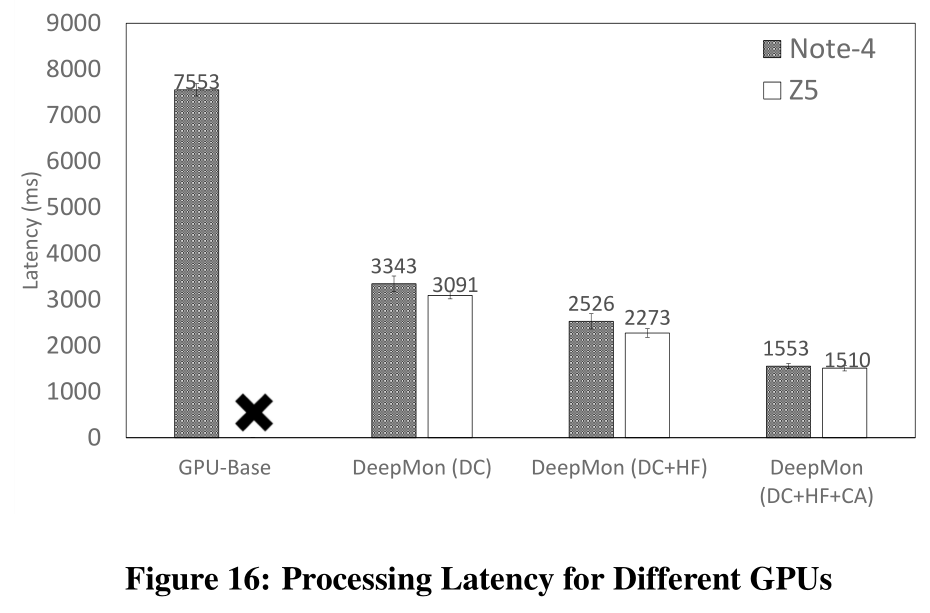 9000
8000
7000
6000
5000
4000
3000
2000
1000
0
Latency (ms)
Note-4
Z5
7553
3343
3091
2526
2273
1553
1510
GPU-Base
DeepMon (DC)
DeepMon (DC+HF)
DeepMon
(DC+HF+CA)
Figure 16: Processing Latency for Different GPUs